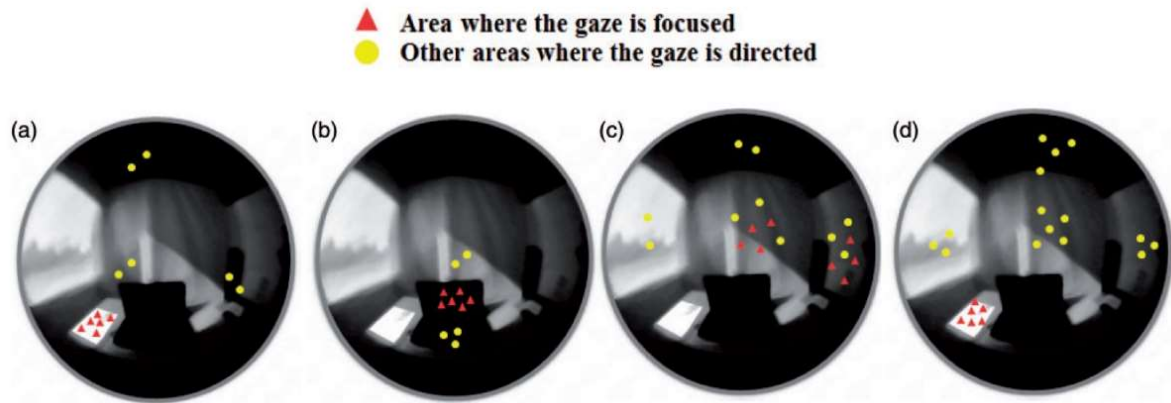 Area where the gaze is focused
Other areas where the gaze is directed
(a)
(b)
(c)
(d)